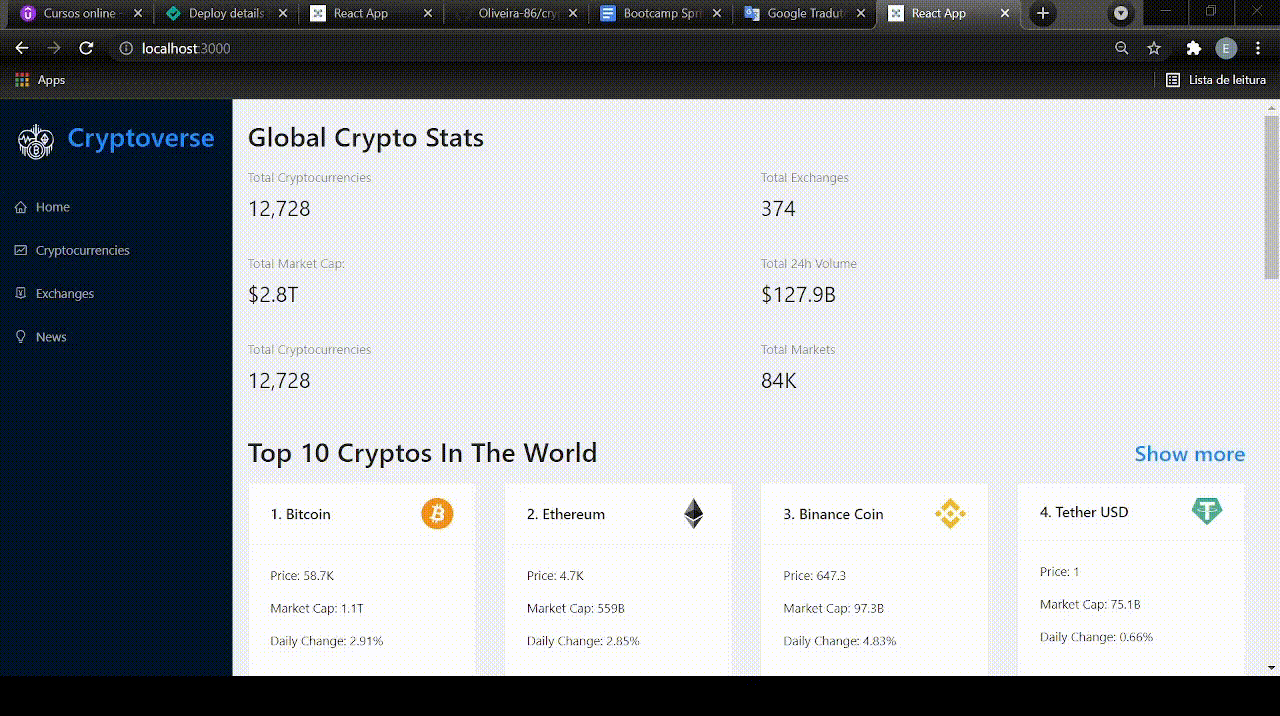 Cursos online -
Deploy details
React App
Oliveira-86/cry
Bootcamp Spri
Google Tradut
React App
localhost:3000
E
Apps
Lista de leitura
Cryptoverse
Home
Cryptocurrencies
Exchanges
News
Global Crypto Stats
Total Cryptocurrencies
12,728
Total Exchanges
374
Total Market Cap:
$2.8T
Total 24h Volume
$127.9B
Total Cryptocurrencies
12,728
Total Markets
84K
Top 10 Cryptos In The World
Show more
1. Bitcoin
Price: 58.7K
Market Cap: 1.1T
Daily Change: 2.91%
2. Ethereum
Price: 4.7K
Market Cap: 559B
Daily Change: 2.85%
3. Binance Coin
Price: 647.3
Market Cap: 97.3B
Daily Change: 4.83%
4. Tether USD
Price: 1
Market Cap: 75.1B
Daily Change: 0.66%